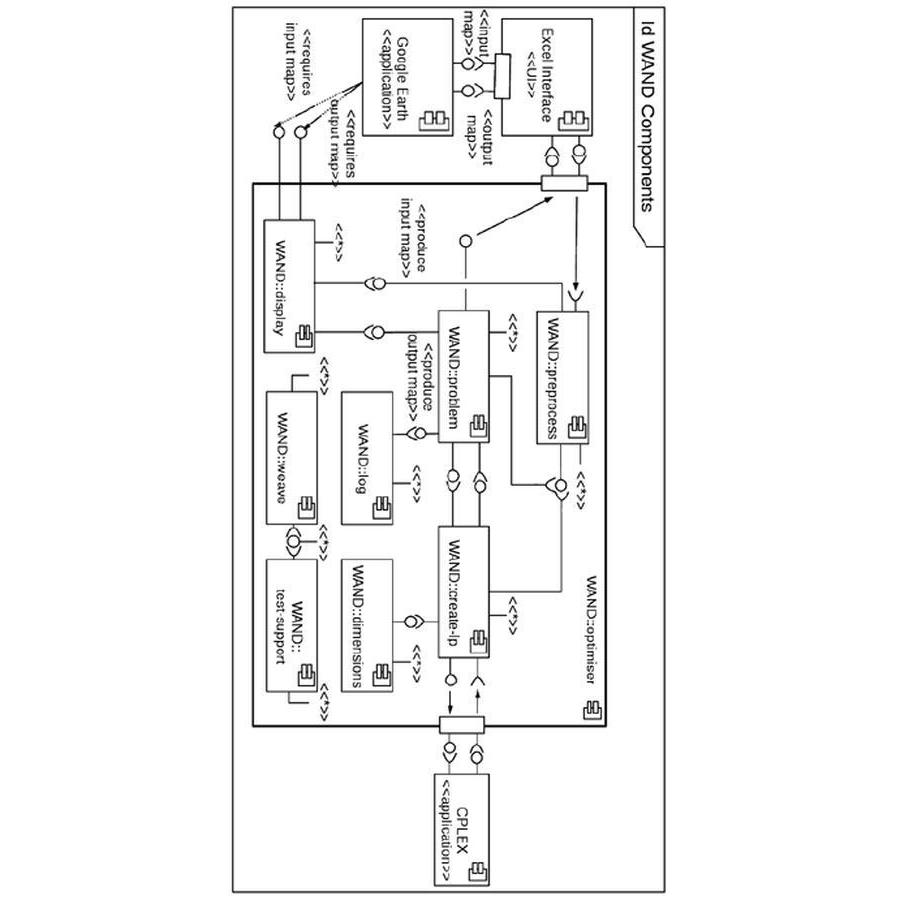 Id WAND Components
Excel Interface
<<UI>>
<<input
map>>
<<output
map>>
Google Earth
<<application>>
<<requires
input map>>
<<requires
output map>>
WAND::optimiser
WAND::preprocess
<<*>>
<<produce
input map>>
WAND::problem
<<*>>
<<produce
output map>>
WAND::create-lp
<<*>>
WAND::display
<<*>>
WAND::log
<<*>>
WAND::dimensions
<<*>>
WAND::weave
<<*>>
<<*>>
WAND::
test-support
<<*>>
CPLEX
<<application>>